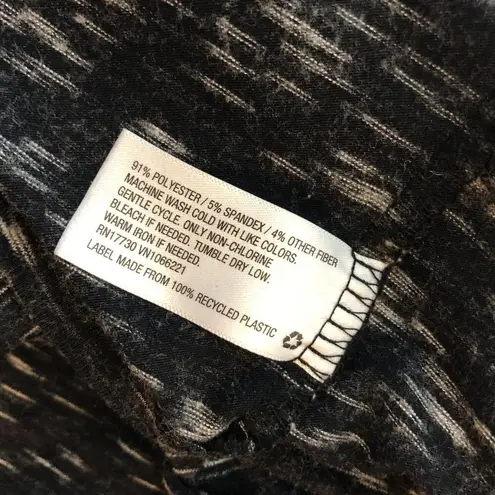 91% POLYESTER / 5% SPANDEX / 4% OTHER FIBER
MACHINE WASH COLD WITH LIKE COLORS.
GENTLE CYCLE. ONLY NON-CHLORINE
BLEACH IF NEEDED. TUMBLE DRY LOW.
WARM IRON IF NEEDED
RN17730 VN1066221
LABEL MADE FROM 100% RECYCLED PLASTIC